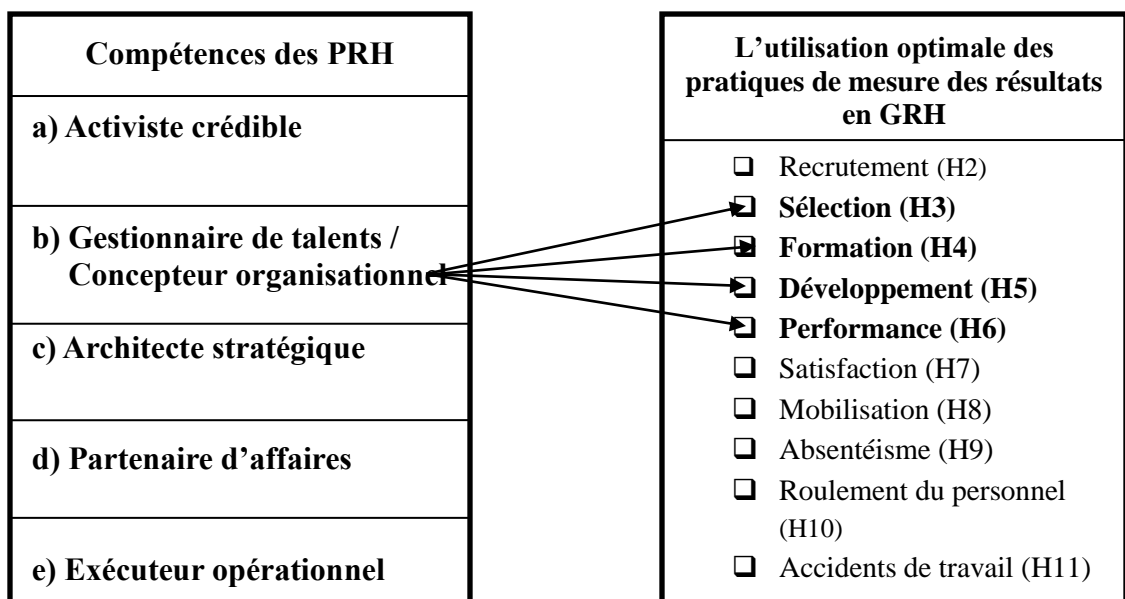 Compétences des PRH
a) Activiste crédible
b) Gestionnaire de talents /
Concepteur organisationnel
c) Architecte stratégique
d) Partenaire d’affaires
e) Exécuteur opérationnel
L’utilisation optimale des
pratiques de mesure des résultats
en GRH
❑ Recrutement (H2)
❑ Sélection (H3)
❑ Formation (H4)
❑ Développement (H5)
❑ Performance (H6)
❑ Satisfaction (H7)
❑ Mobilisation (H8)
❑ Absentéisme (H9)
❑ Roulement du personnel
(H10)
❑ Accidents de travail (H11)